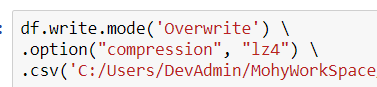 : df.write.mode('Overwrite') \
.option("compression", "lz4") \
.csv('C:/Users/DevAdmin/MohyWorkSpace